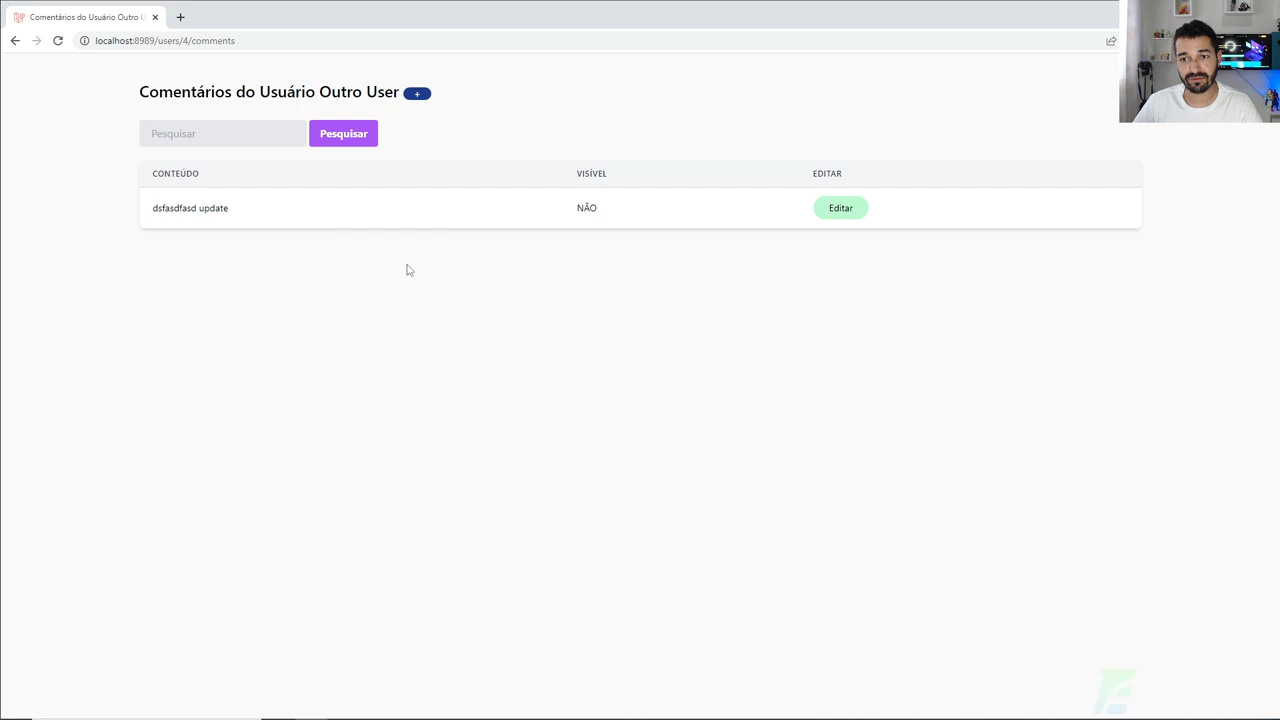 Comentários do Usuário Outro U
localhost:8989/users/4/comments
Comentários do Usuário Outro User +
Pesquisar Pesquisar
CONTEÚDO VISÍVEL EDITAR
dsfasdfasd update NÃO Editar